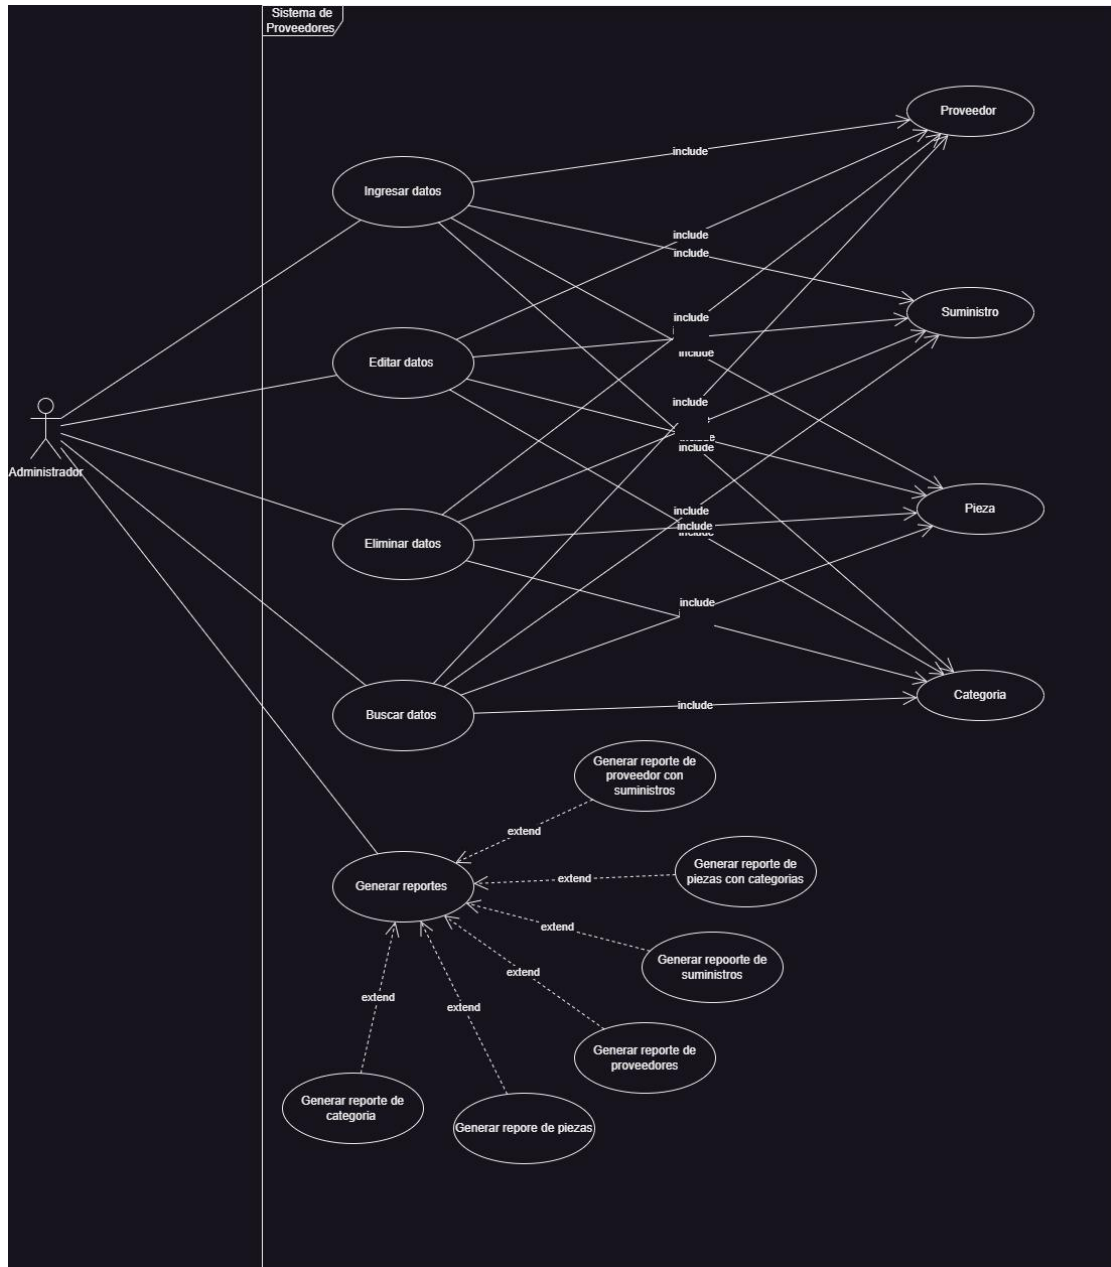 Sistema de
Proveedores
Proveedor
include
Ingresar datos
include
include
Suministro
include
include
Editar datos
include
include
include
Administrador
include
Pieza
include
include
Eliminar datos
include
Categoria
include
Buscar datos
Generar reporte de
proveedor con
suministros
extend
Generar reporte de
piezas con categorias
extend
Generar reportes
extend
Generar repoorte de
suministros
extend
extend
extend
Generar reporte de
proveedores
Generar reporte de
categoria
Generar repore de piezas